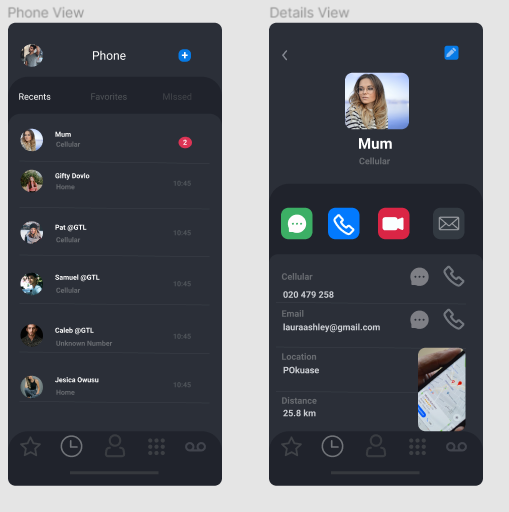 Phone View
Phone
Recents Favorites Missed
Mum
Cellular
2
Gifty Dovlo
Home
10:45
Pat @GTL
Cellular
10:45
Samuel @GTL
Cellular
10:45
Caleb @GTL
Unknown Number
10:45
Jesica Owusu
Home
10:45
Details View
Mum
Cellular
Cellular
020 479 258
Email
lauraashley@gmail.com
Location
POkuase
Distance
25.8 km